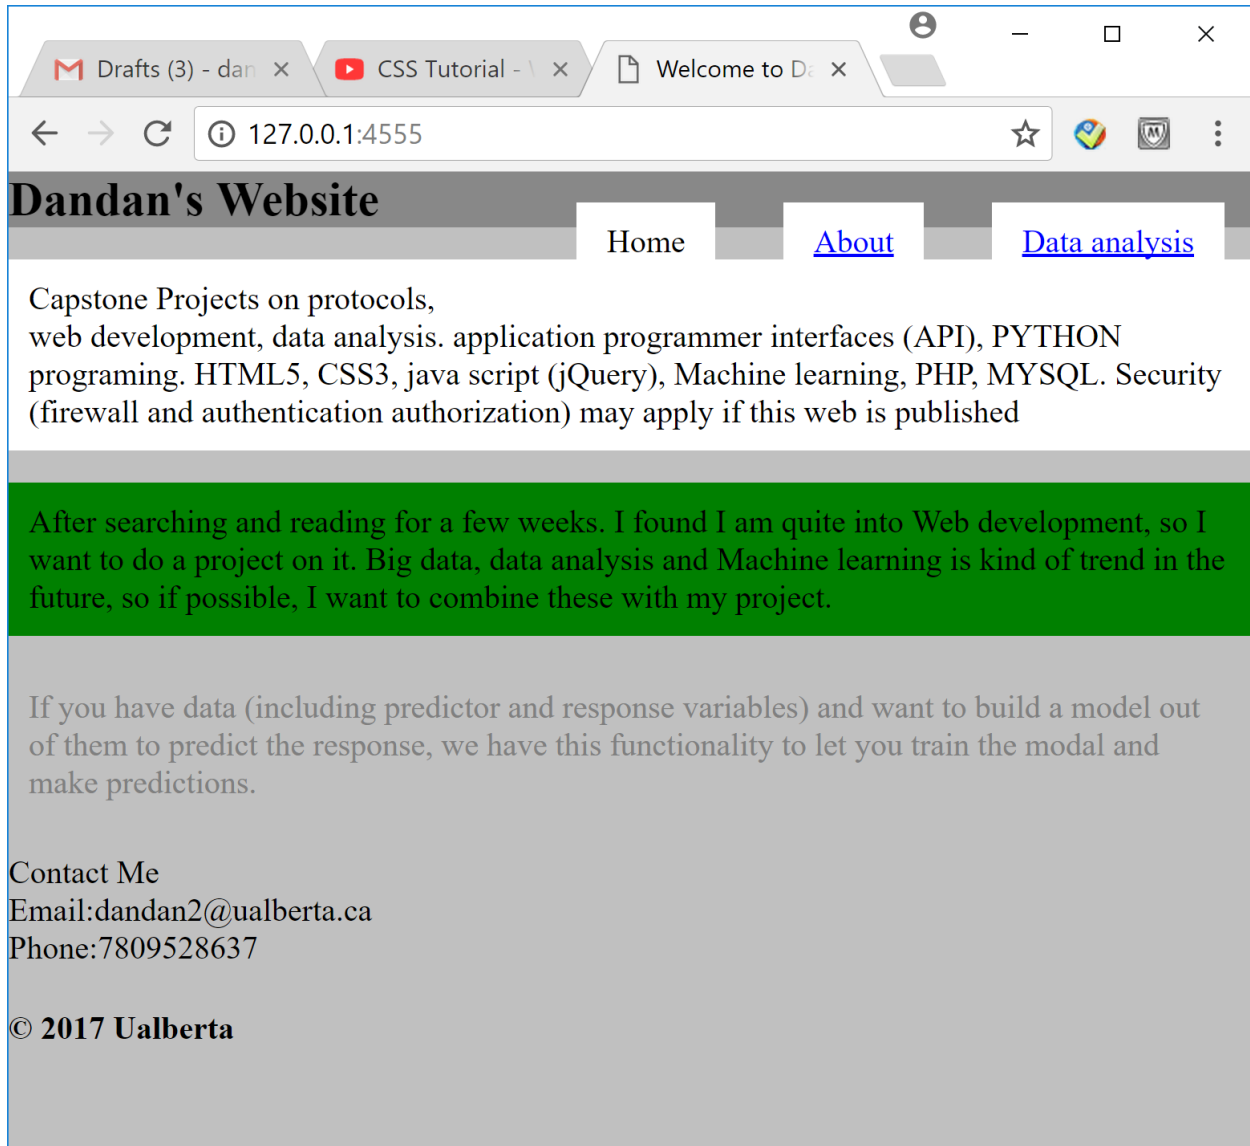 Drafts (3) - dan
CSS Tutorial -
Welcome to Da
127.0.0.1:4555
Dandan's Website
Home About Data analysis
Capstone Projects on protocols,
web development, data analysis. application programmer interfaces (API), PYTHON
programing. HTML5, CSS3, java script (jQuery), Machine learning, PHP, MYSQL. Security
(firewall and authentication authorization) may apply if this web is published
After searching and reading for a few weeks. I found I am quite into Web development, so I
want to do a project on it. Big data, data analysis and Machine learning is kind of trend in the
future, so if possible, I want to combine these with my project.
If you have data (including predictor and response variables) and want to build a model out
of them to predict the response, we have this functionality to let you train the modal and
make predictions.
Contact Me
Email:dandan2@ualberta.ca
Phone:7809528637
© 2017 Ualberta